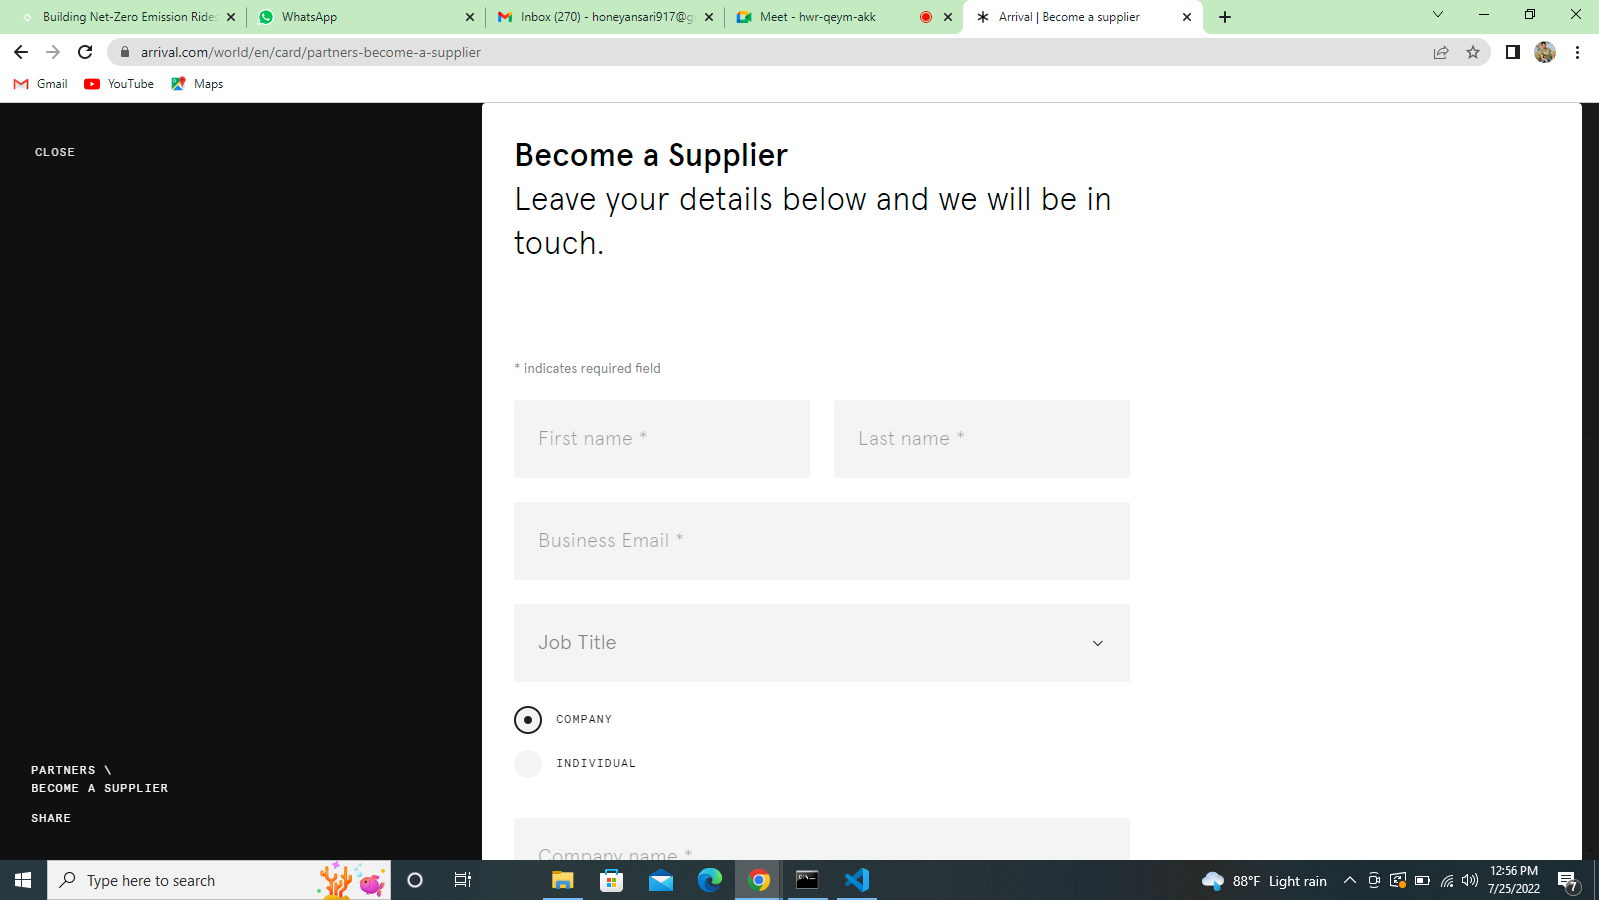 Building Net-Zero Emission Rides
WhatsApp
Inbox (270) - honeyansari917@g
Meet - hwr-qeym-akk
Arrival | Become a supplier
arrival.com/world/en/card/partners-become-a-supplier
Gmail
YouTube
Maps
CLOSE
Become a Supplier
Leave your details below and we will be in
touch.
* indicates required field
First name *
Last name *
Business Email *
Job Title
COMPANY
INDIVIDUAL
PARTNERS \
BECOME A SUPPLIER
SHARE
Company name *
Type here to search
88°F Light rain
12:56 PM
7/25/2022
7